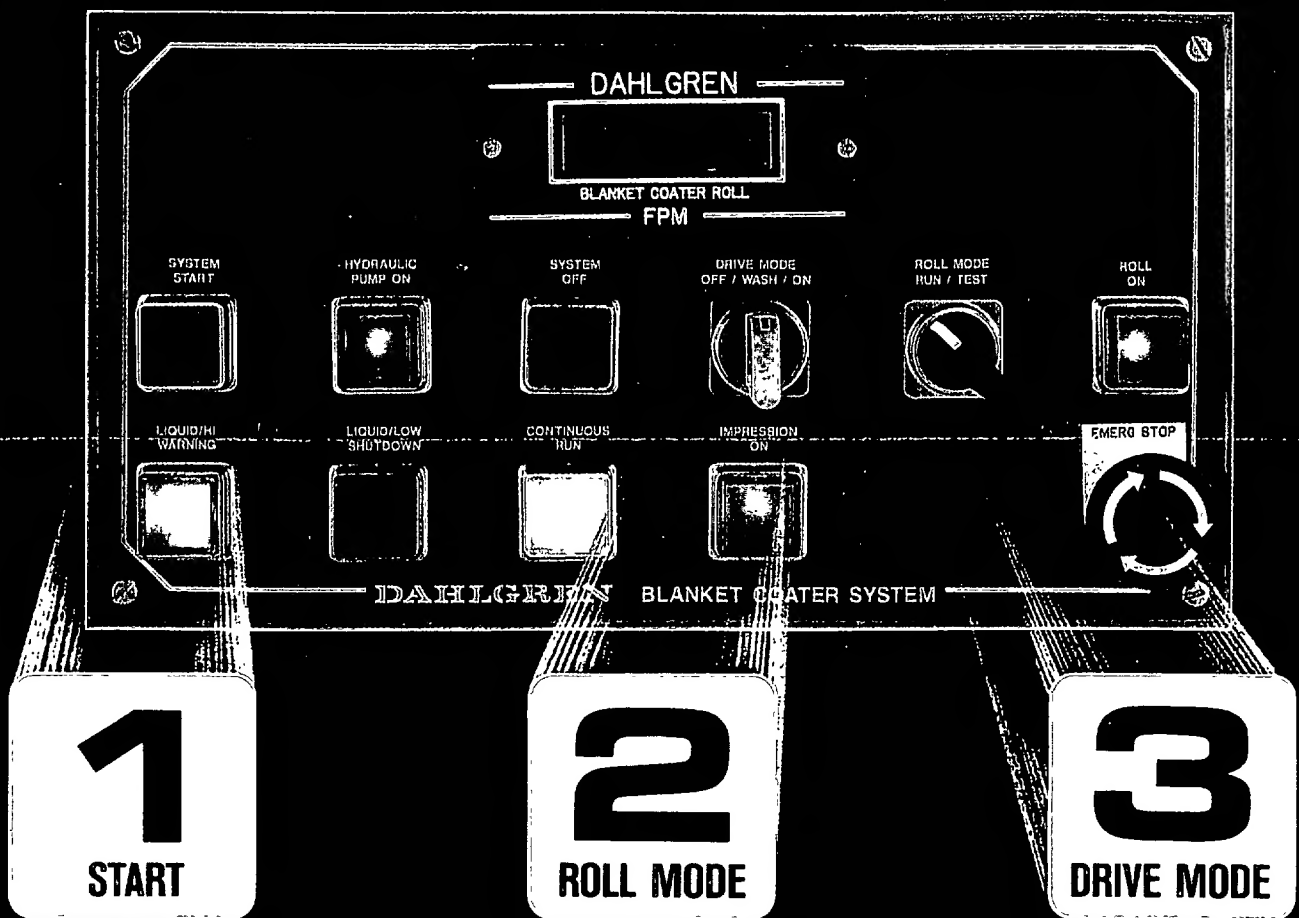 DAHLGREN
BLANKET COATER ROLL
FPM
SYSTEM
START
HYDRAULIC
PUMP ON
SYSTEM
OFF
DRIVE MODE
OFF / WASH / ON
ROLL MODE
RUN / TEST
ROLL
ON
LIQUID/HI
WARNING
LIQUID/LOW
SHUTDOWN
CONTINUOUS
RUN
IMPRESSION
ON
EMERG STOP
DAHLGREN BLANKET COATER SYSTEM
1
START
2
ROLL MODE
3
DRIVE MODE